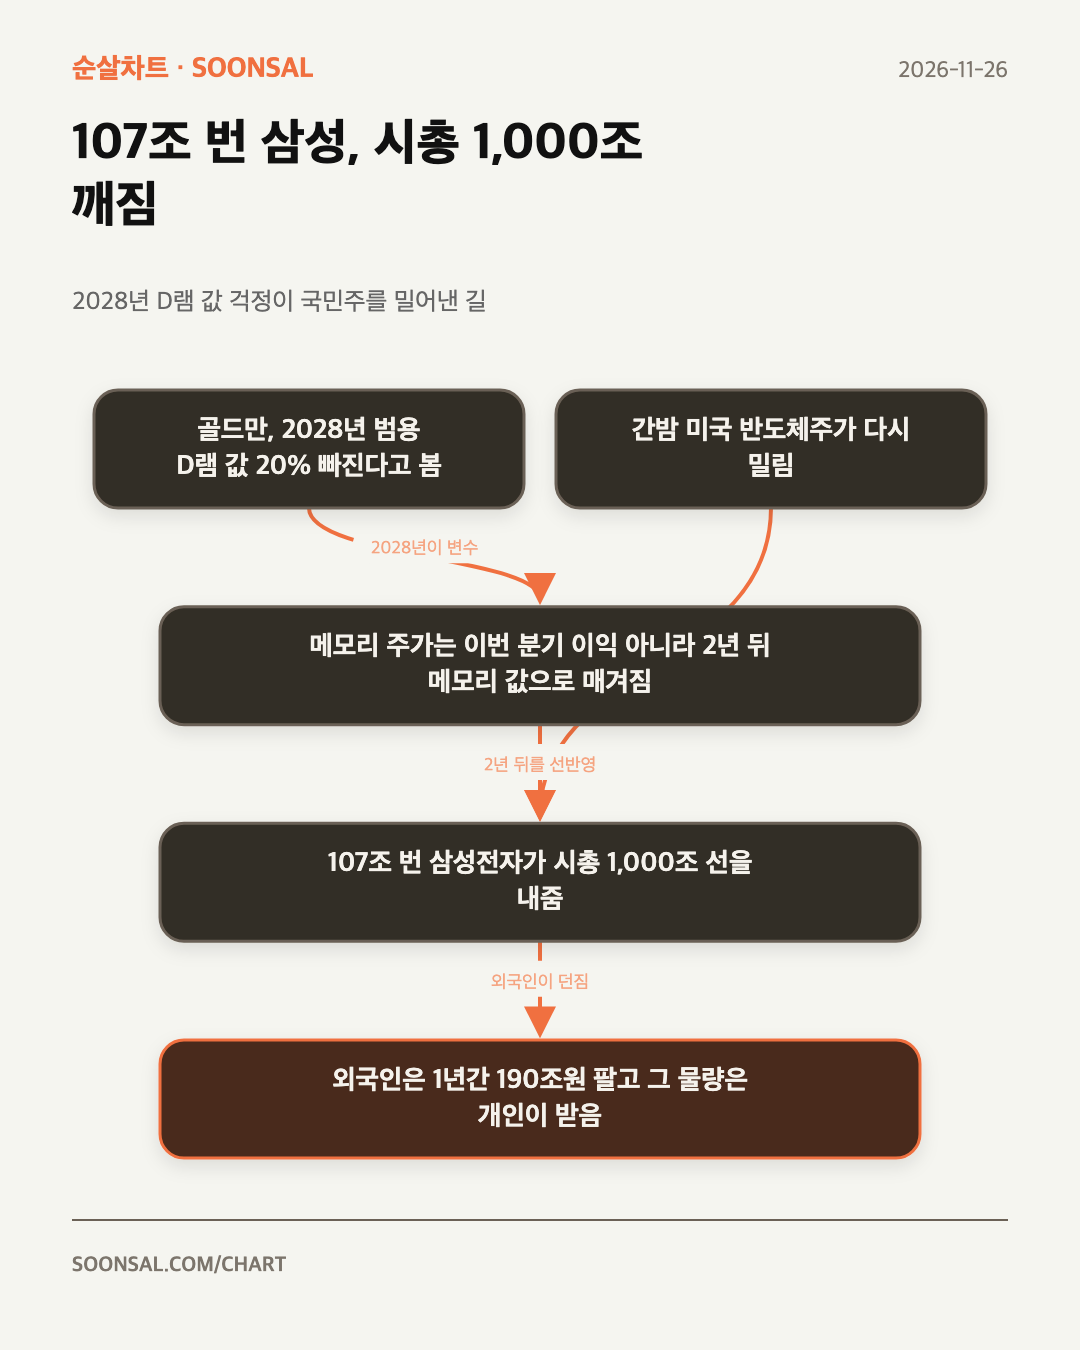 순살차트 · SOONSAL
2026-11-26
107조 번 삼성, 시총 1,000조
깨짐
2028년 D램 값 걱정이 국민주를 밀어낸 길
골드만, 2028년 범용
D램 값 20% 빠진다고 봄
간밤 미국 반도체주가 다시
밀림
2028년이 변수
메모리 주가는 이번 분기 이익 아니라 2년 뒤
메모리 값으로 매겨짐
2년 뒤를 선반영
107조 번 삼성전자가 시총 1,000조 선을
내줌
외국인이 던짐
외국인은 1년간 190조원 팔고 그 물량은
개인이 받음
SOONSAL.COM/CHART